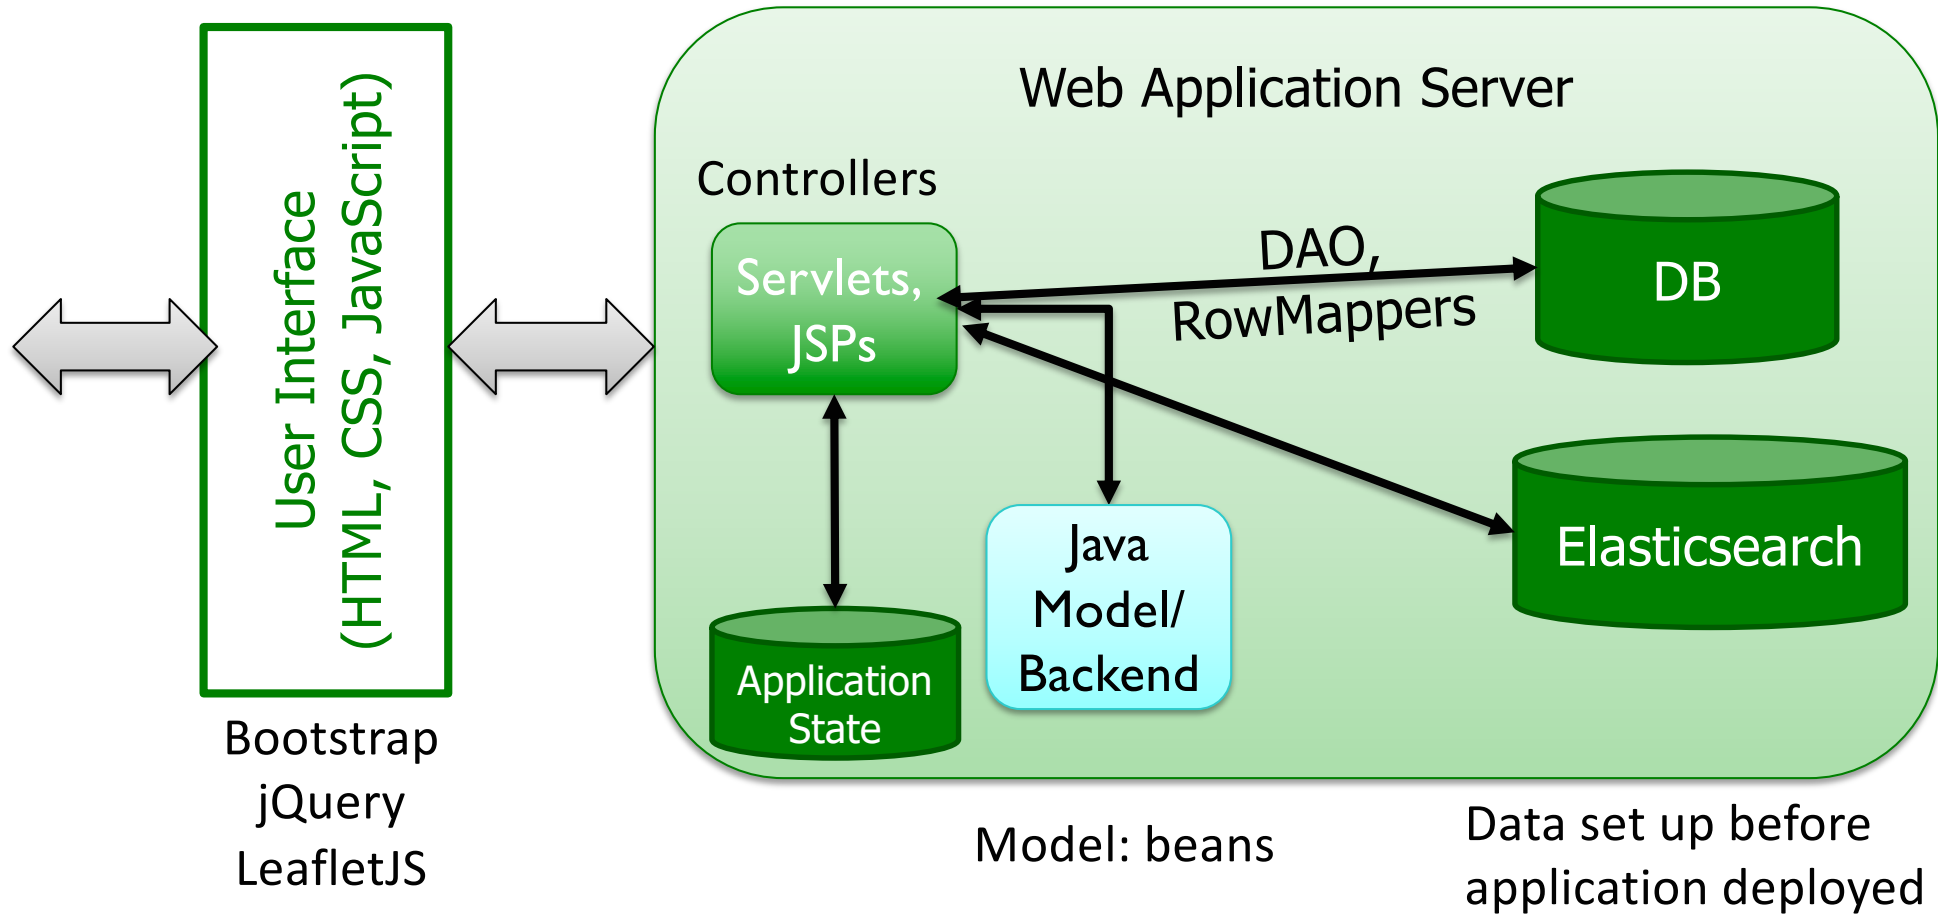 User Interface
(HTML, CSS, JavaScript)
Bootstrap
jQuery
LeafletJS
Web Application Server
Controllers
Servlets,
JSPs
DAO,
RowMappers
DB
Elasticsearch
Java
Model/
Backend
Application
State
Model: beans
Data set up before
application deployed